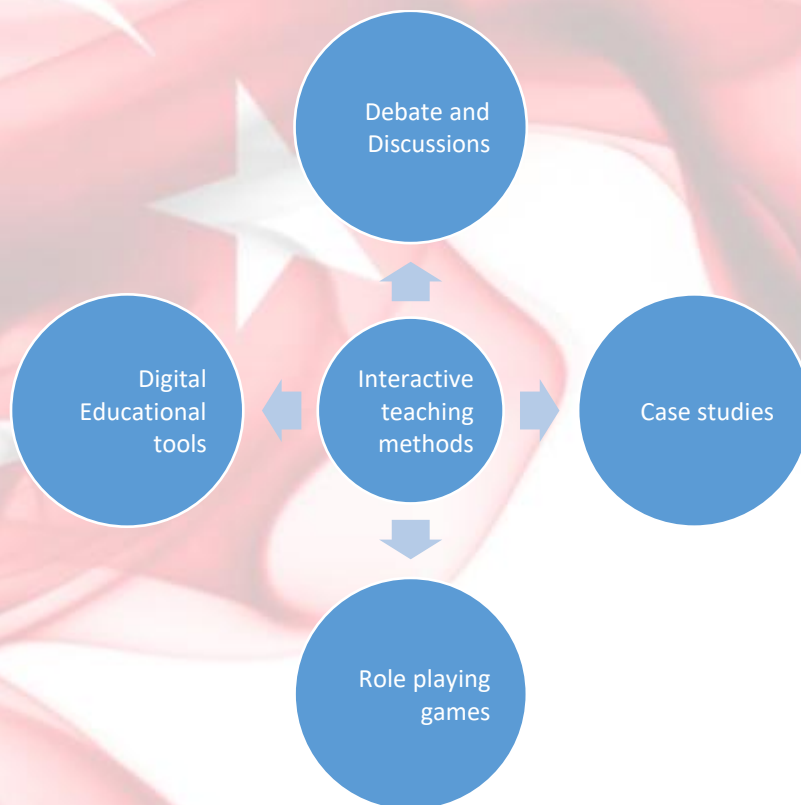 Debate and
Discussions
Digital
Educational
tools
Interactive
teaching
methods
Case studies
Role playing
games